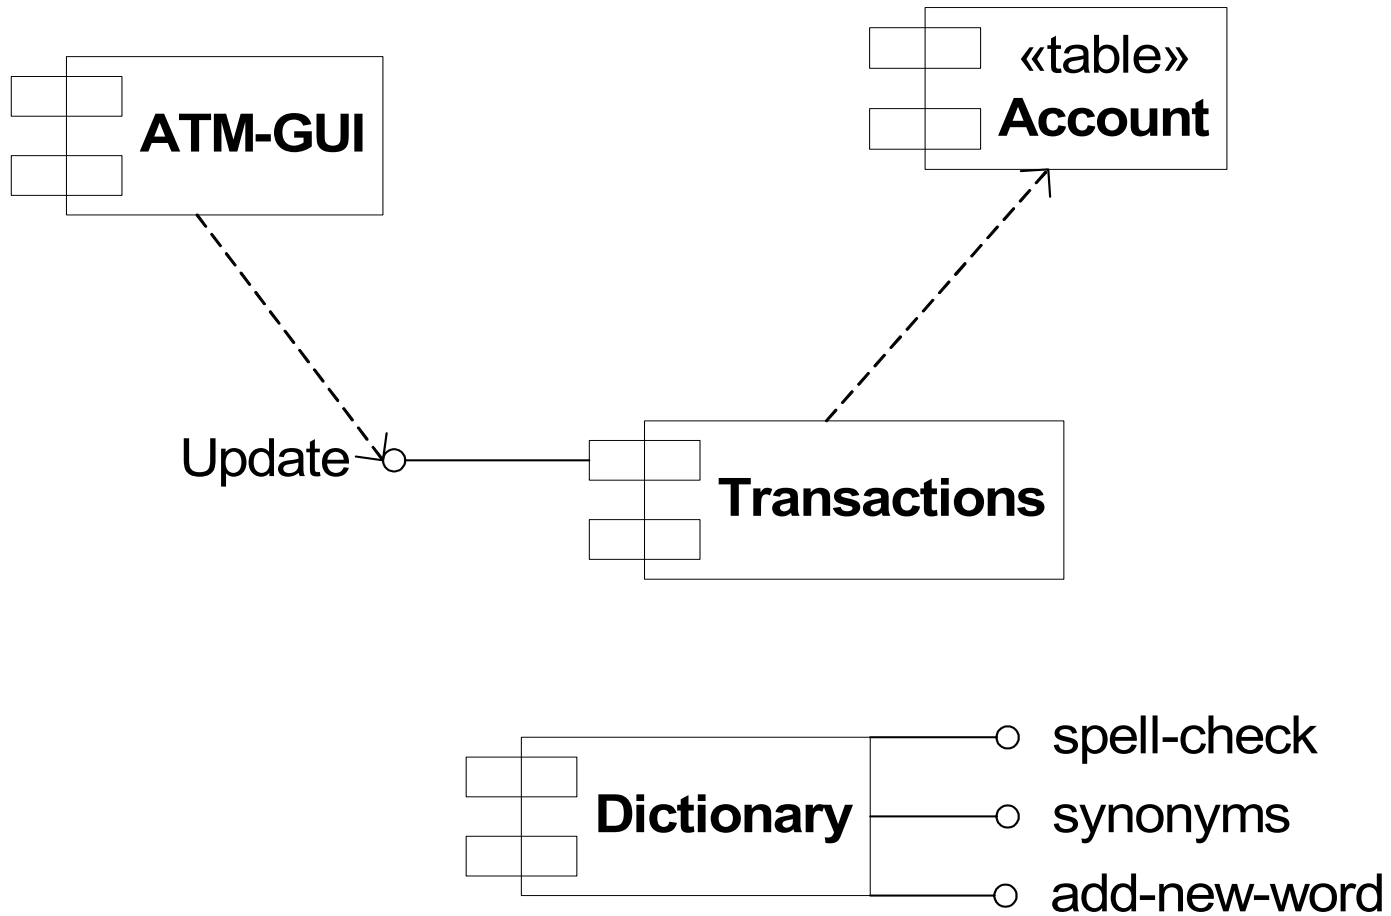 «table»
Account
ATM-GUI
Update
Transactions
spell-check
Dictionary
synonyms
add-new-word